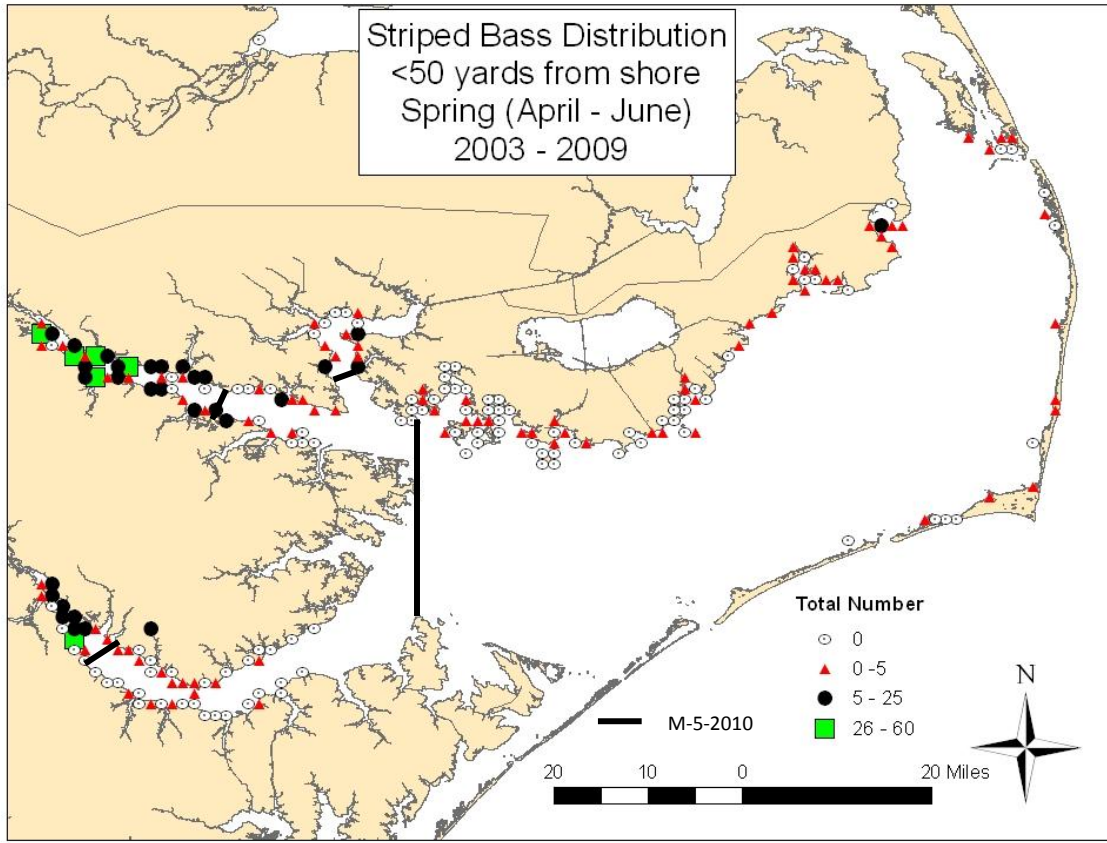 Striped Bass Distribution
<50 yards from shore
Spring (April - June)
2003 - 2009
Total Number
0
0 -5
5 - 25
26 - 60
M-5-2010
N
20 10 0 20 Miles